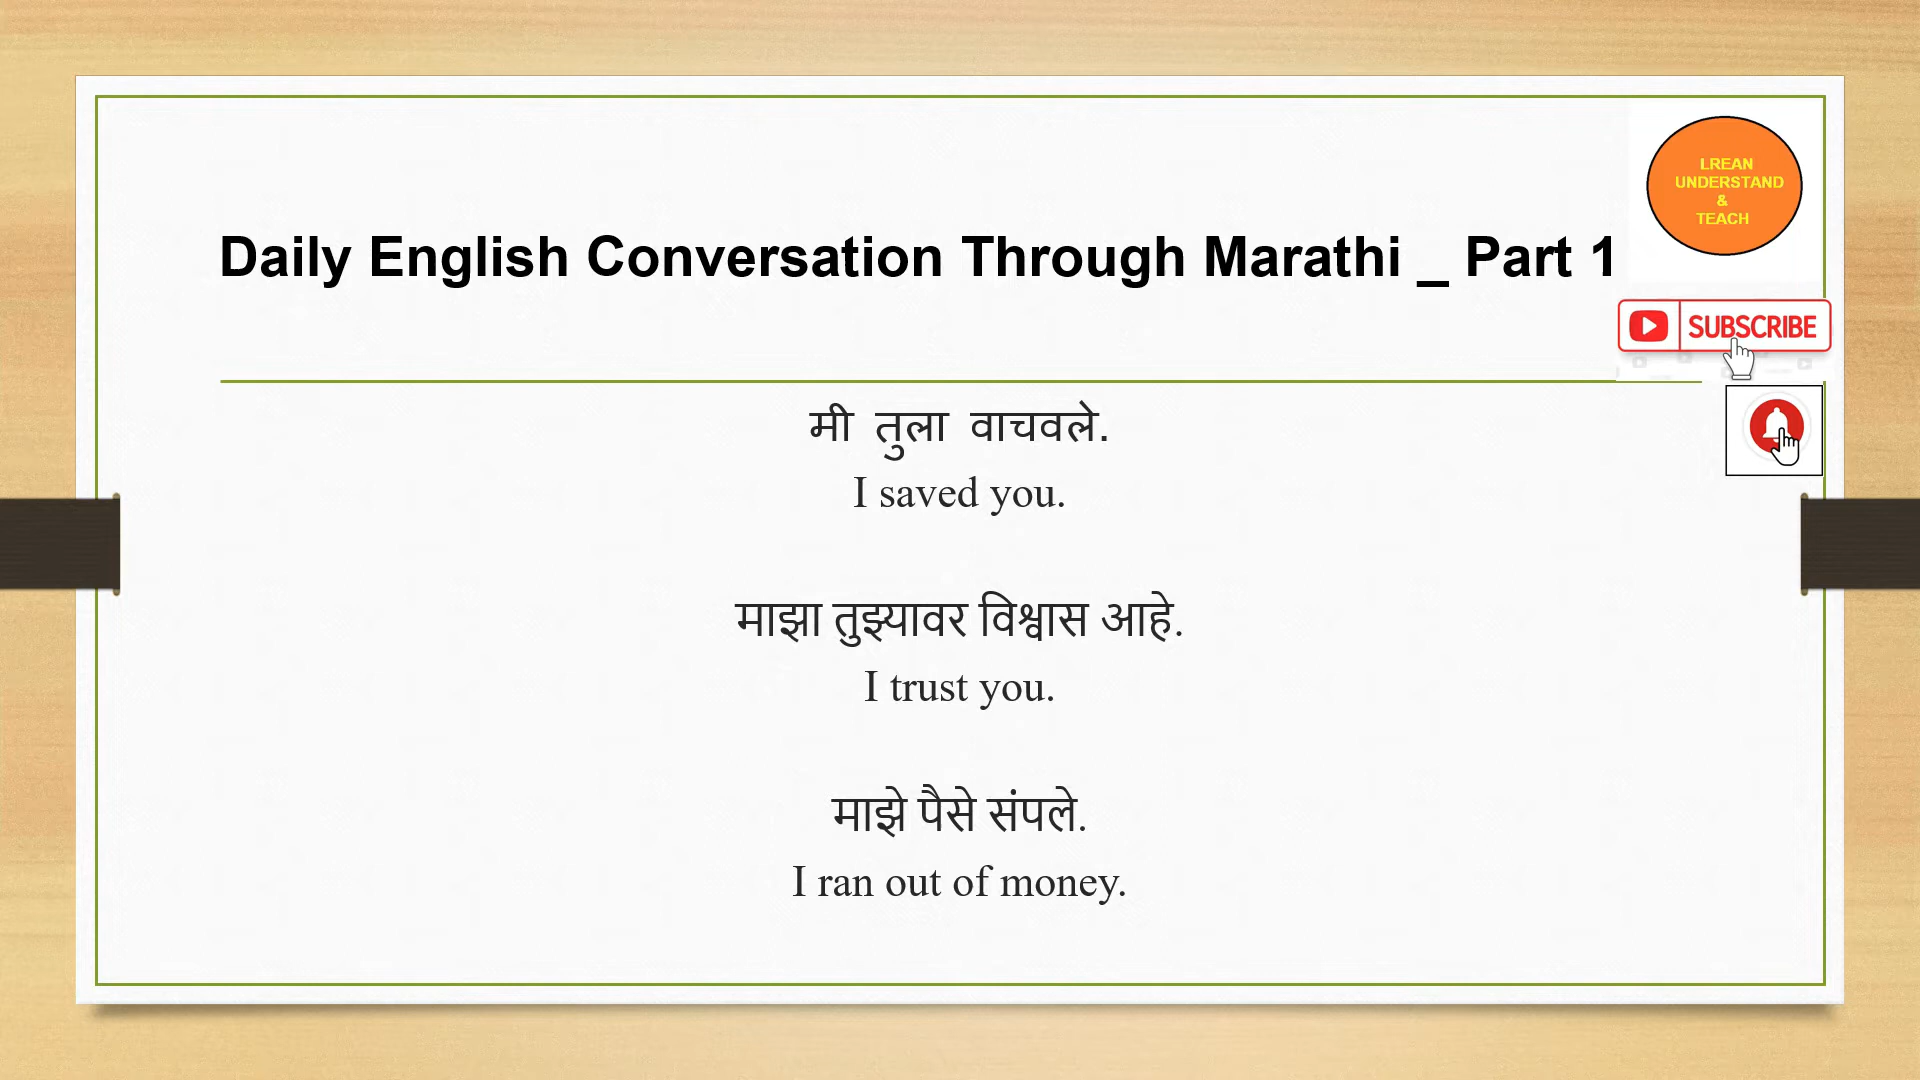 Daily English Conversation Through Marathi _ Part 1
LREAN
UNDERSTAND
&
TEACH
SUBSCRIBE
मी तुला वाचवले.
I saved you.
माझा तुझ्यावर विश्वास आहे.
I trust you.
माझे पैसे संपले.
I ran out of money.